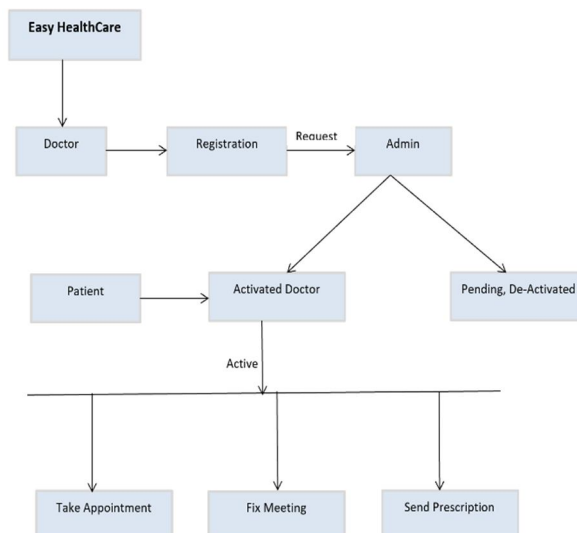 Easy HealthCare
Doctor
Registration
Request
Admin
Patient
Activated Doctor
Pending, De-Activated
Active
Take Appointment
Fix Meeting
Send Prescription